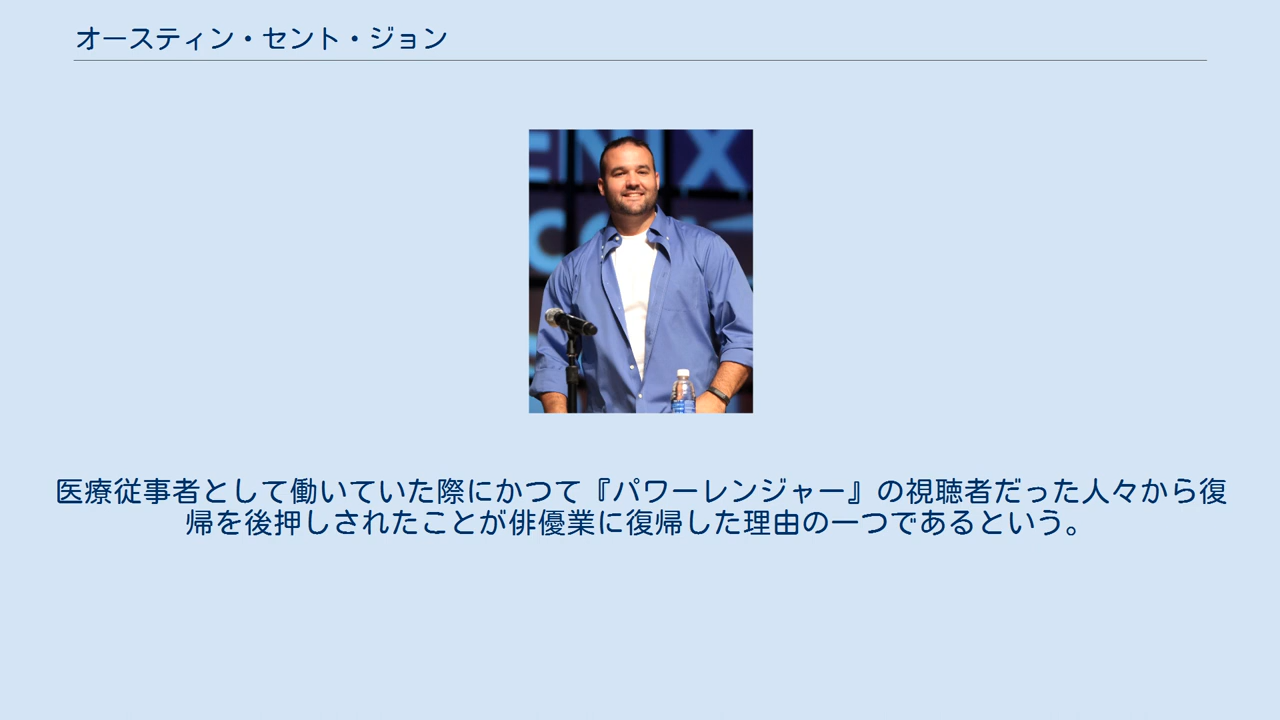 オースティン・セント・ジョン
ENIX
CO
医療従事者として働いていた際にかつて『パワーレンジャー』の視聴者だった人々から復
帰を後押しされたことが俳優業に復帰した理由の一つであるという。